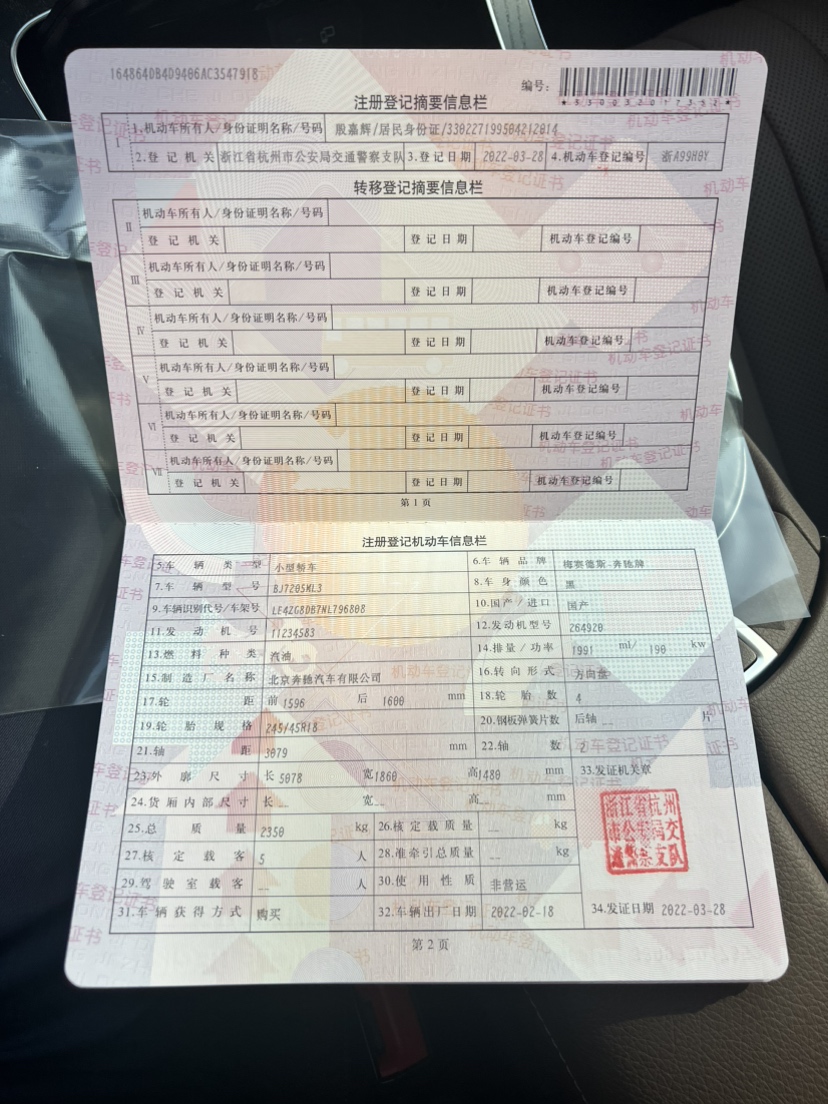 164864DB4D9406AC3547918
编号:
*330032017352*
注册登记摘要信息栏
I 1.机动车所有人/身份证明名称/号码 殷嘉辉/居民身份证/330227199504212014
2.登记机关 浙江省杭州市公安局交通警察支队 3.登记日期 2022-03-28 4.机动车登记编号 浙A99H0Y
转移登记摘要信息栏
II 机动车所有人/身份证明名称/号码
登记机关 登记日期 机动车登记编号
III 机动车所有人/身份证明名称/号码
登记机关 登记日期 机动车登记编号
IV 机动车所有人/身份证明名称/号码
登记机关 登记日期 机动车登记编号
V 机动车所有人/身份证明名称/号码
登记机关 登记日期 机动车登记编号
VI 机动车所有人/身份证明名称/号码
登记机关 登记日期 机动车登记编号
VII 机动车所有人/身份证明名称/号码
登记机关 登记日期 机动车登记编号
第1页
注册登记机动车信息栏
5.车辆类型 小型轿车 6.车辆品牌 梅赛德斯-奔驰牌
7.车辆型号 BJ7205ML3 8.车身颜色 黑
9.车辆识别代号/车架号 LE4ZG8DB7NL796808 10.国产/进口 国产
11.发动机号 11234583 12.发动机型号 264920
13.燃料种类 汽油 14.排量/功率 1991 ml/ 190 kw
15.制造厂名称 北京奔驰汽车有限公司 16.转向形式 方向盘
17.轮距 前 1596 后 1600 mm 18.轮胎数 4
19.轮胎规格 245/45R18 20.钢板弹簧片数 后轴 -- 片
21.轴距 3079 mm 22.轴数 2
23.外廓尺寸 长 5078 宽 1860 高 1480 mm 33.发证机关章
24.货厢内部尺寸 长 -- 宽 -- 高 -- mm
浙江省杭州
市公安局交
通警察支队
25.总质量 2350 kg 26.核定载质量 -- kg
27.核定载客 5 人 28.准牵引总质量 -- kg
29.驾驶室载客 -- 人 30.使用性质 非营运
31.车辆获得方式 购买 32.车辆出厂日期 2022-02-18 34.发证日期 2022-03-28
第2页